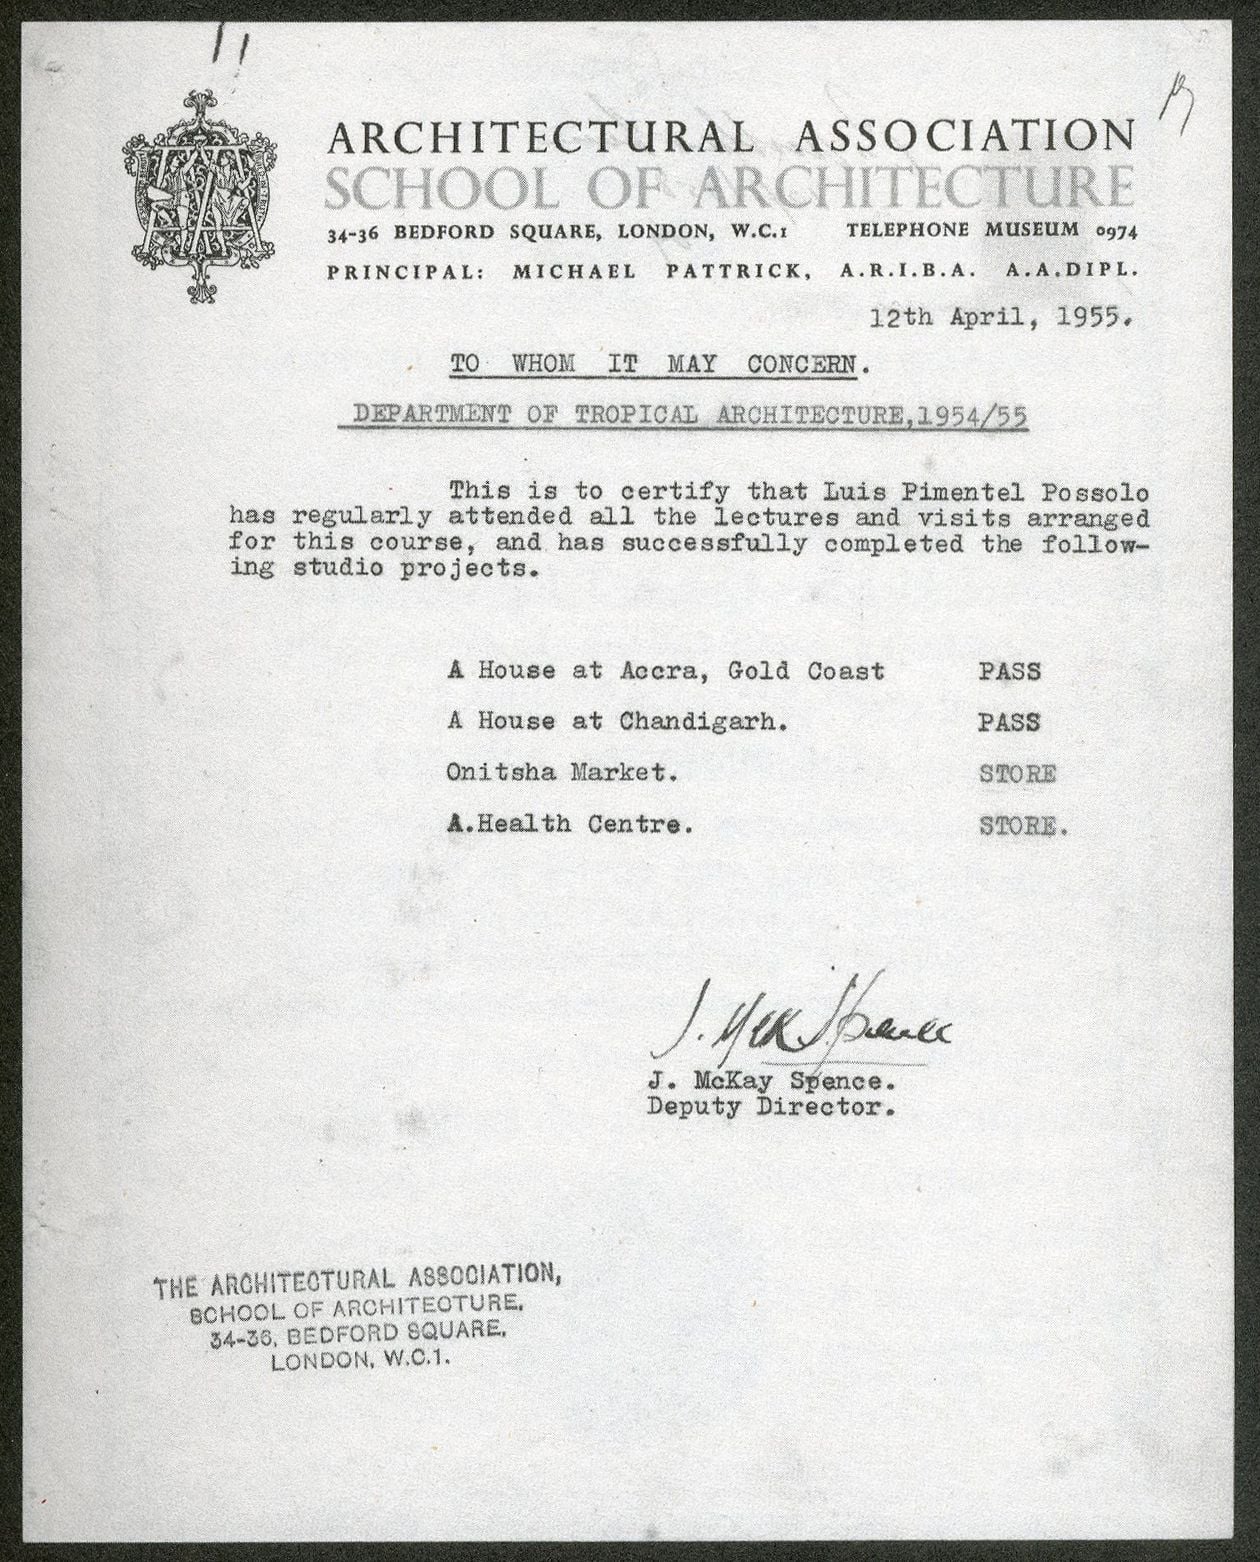 ARCHITECTURAL ASSOCIATION
SCHOOL OF ARCHITECTURE
34-36 BEDFORD SQUARE, LONDON, W.C.1 TELEPHONE MUSEUM 0974
PRINCIPAL: MICHAEL PATTRICK, A.R.I.B.A. A.A.DIPL.
12th April, 1955.
TO WHOM IT MAY CONCERN.
DEPARTMENT OF TROPICAL ARCHITECTURE,1954/55
This is to certify that Luis Pimentel Possolo
has regularly attended all the lectures and visits arranged
for this course, and has successfully completed the follow-
ing studio projects.
A House at Accra, Gold Coast PASS
A House at Chandigarh. PASS
Onitsha Market. STORE
A.Health Centre. STORE.
J. McKay Spence
J. McKay Spence.
Deputy Director.
THE ARCHITECTURAL ASSOCIATION,
SCHOOL OF ARCHITECTURE,
34-36, BEDFORD SQUARE,
LONDON, W.C.1.